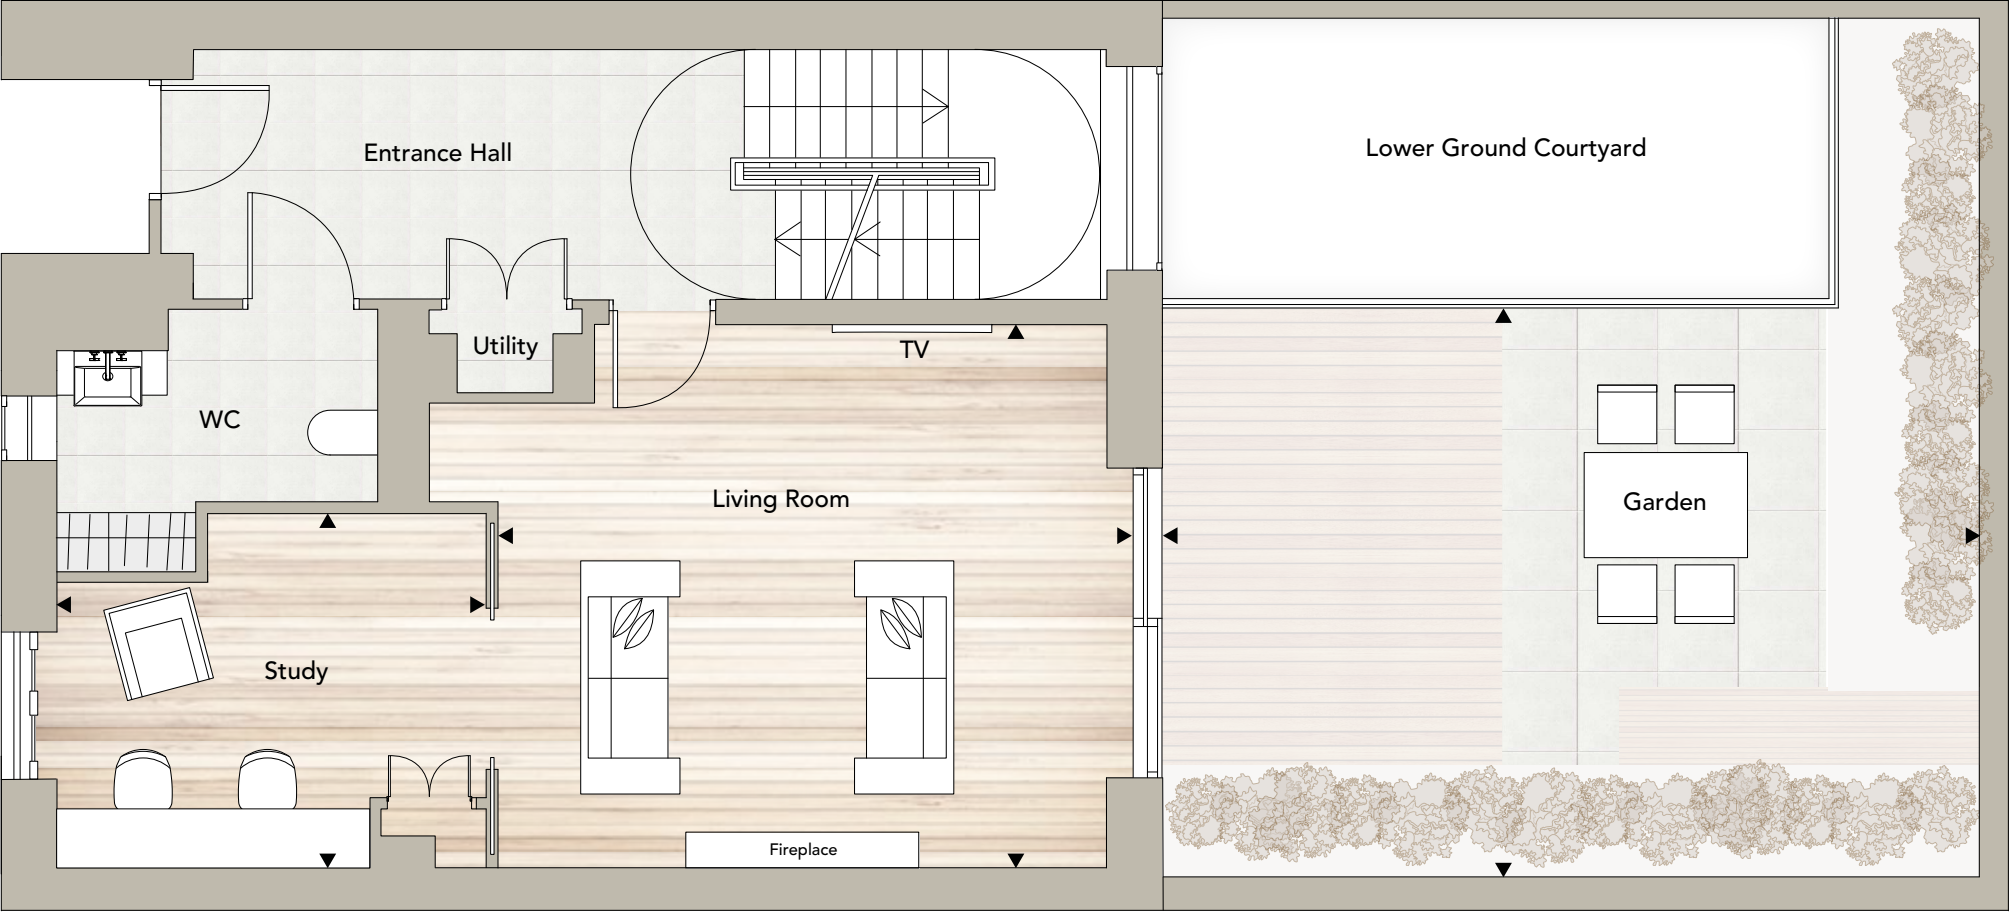 Entrance Hall
Lower Ground Courtyard
Utility
TV
WC
Living Room
Garden
Study
Fireplace